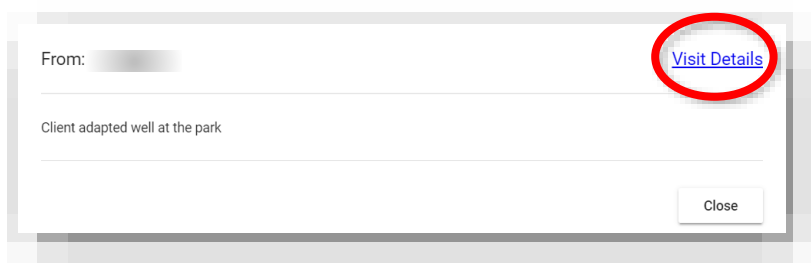 From: Visit Details
Client adapted well at the park
Close